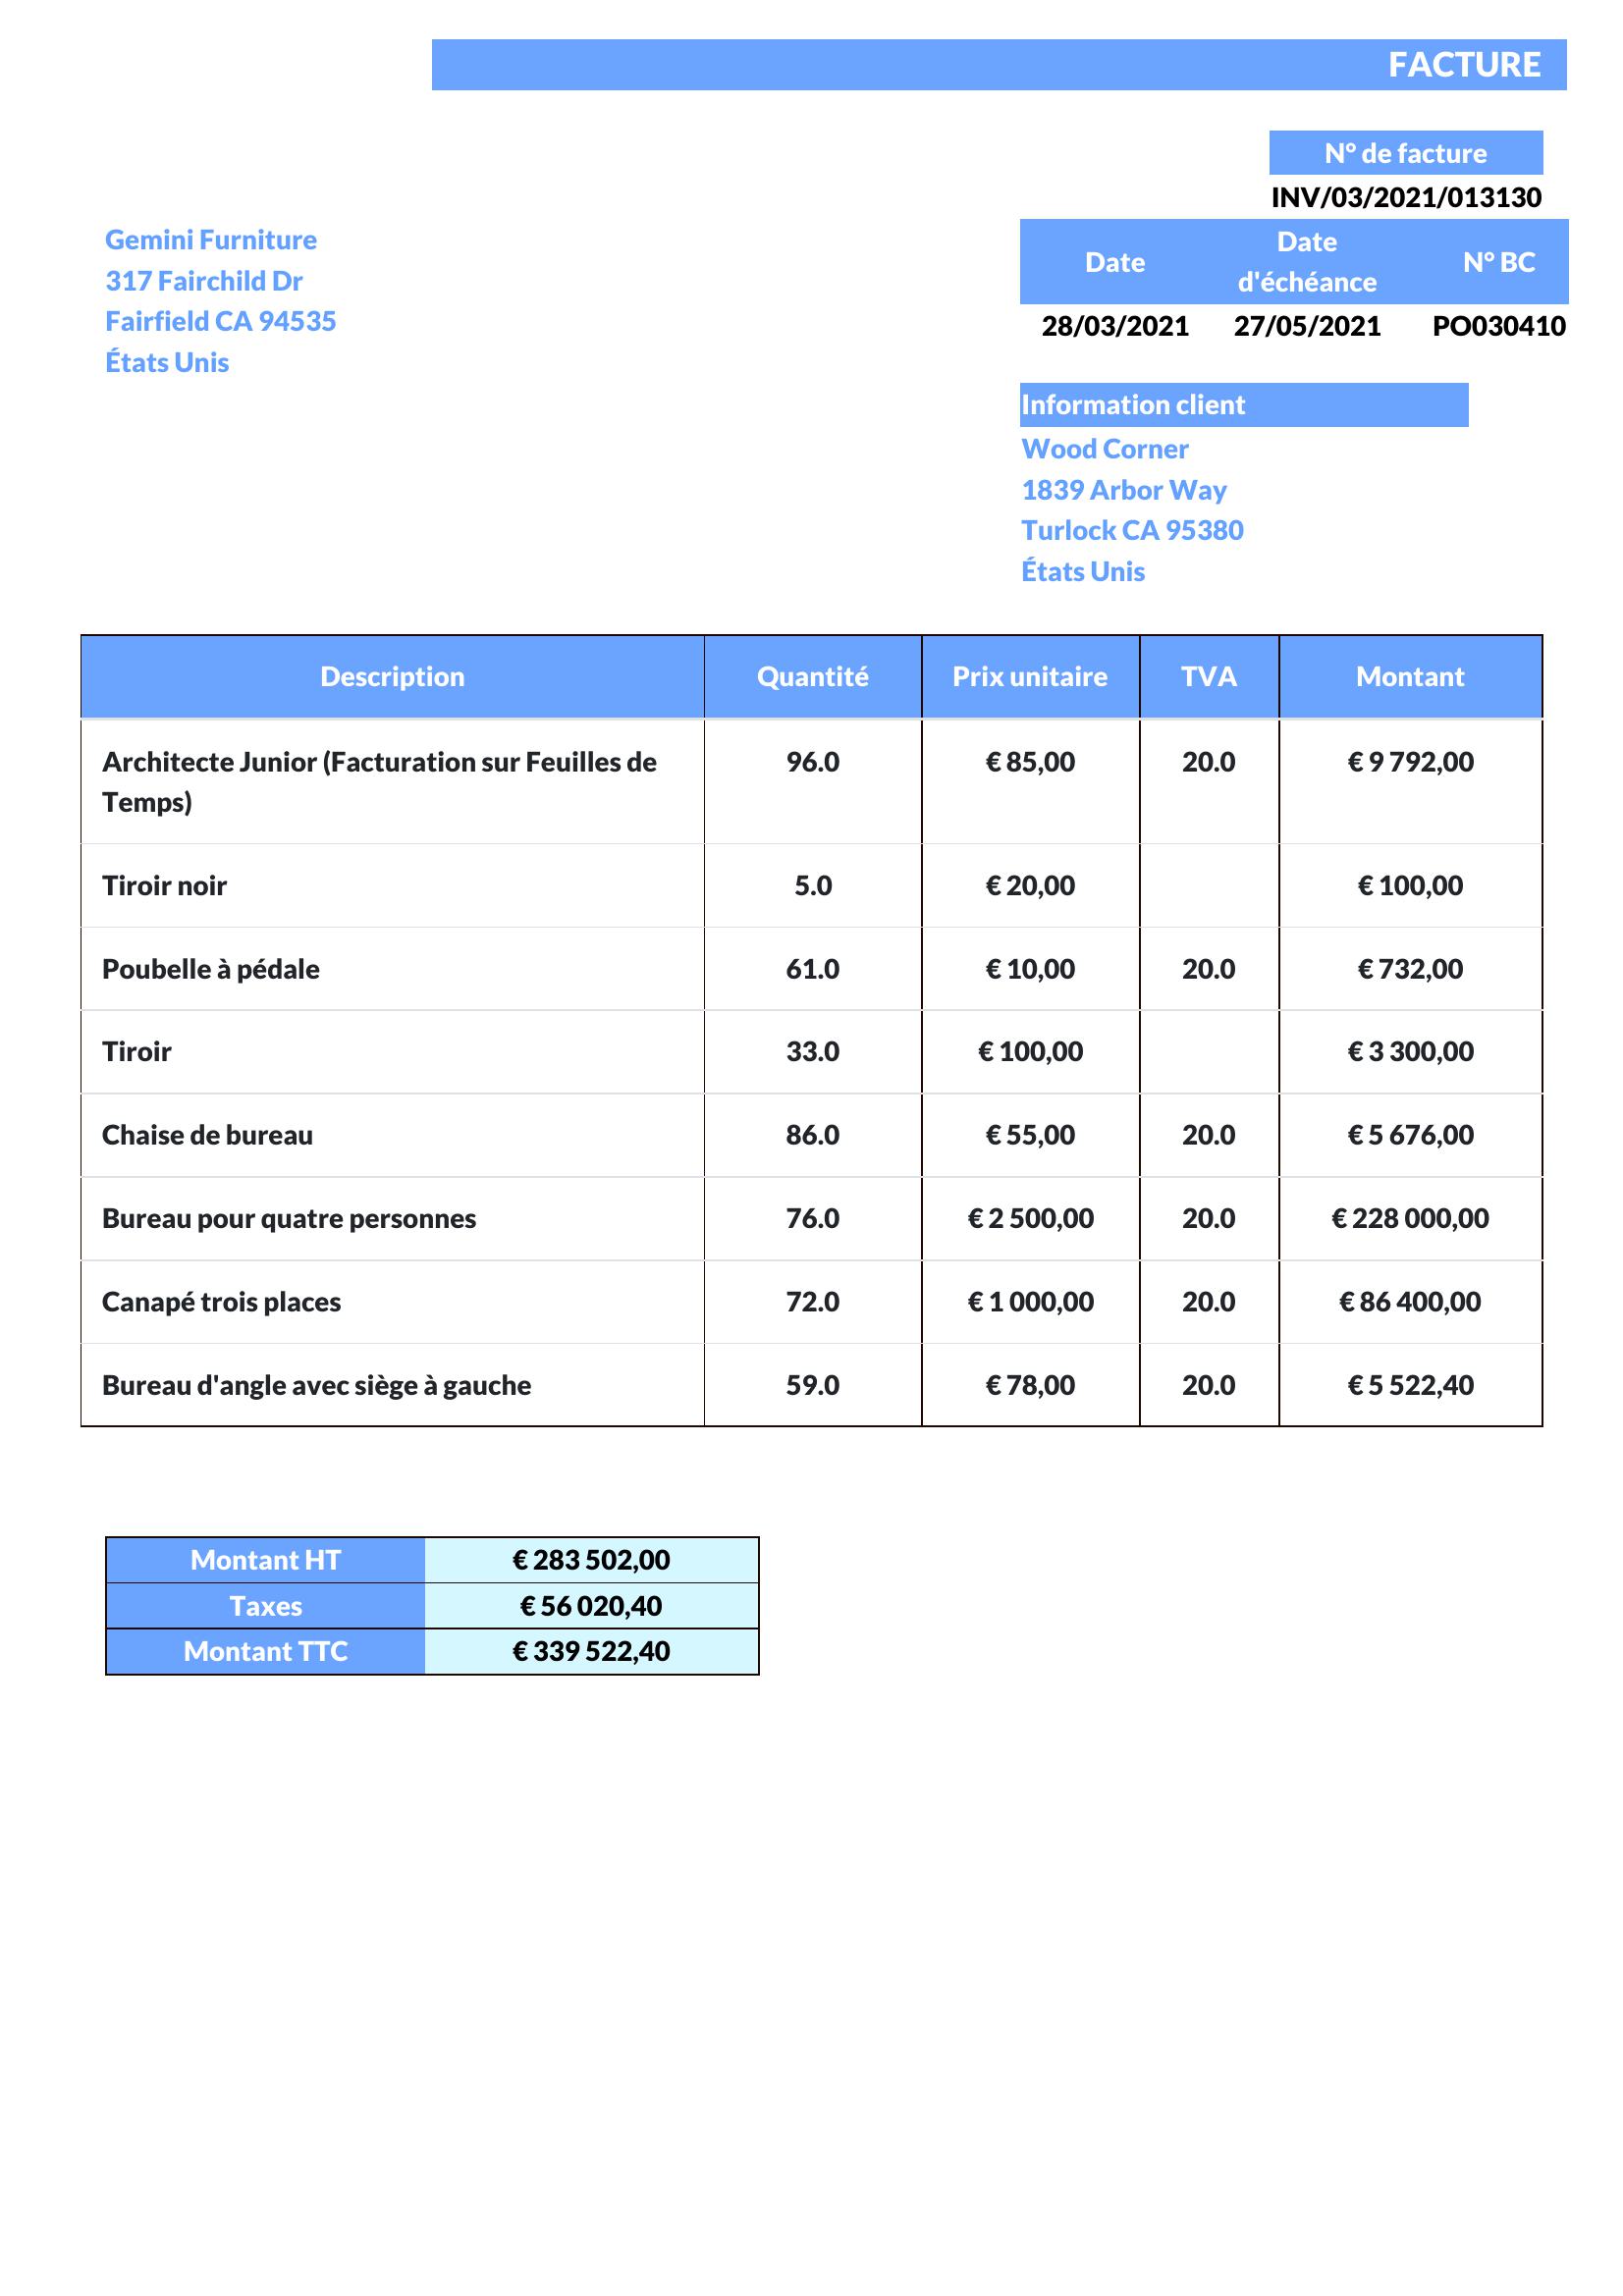 FACTURE
N° de facture
INV/03/2021/013130
Gemini Furniture
317 Fairchild Dr
Fairfield CA 94535
États Unis
Date Date d'échéance N° BC
28/03/2021 27/05/2021 PO030410
Information client
Wood Corner
1839 Arbor Way
Turlock CA 95380
États Unis
Description Quantité Prix unitaire TVA Montant
Architecte Junior (Facturation sur Feuilles de 96.0 € 85,00 20.0 € 9 792,00
Temps)
Tiroir noir 5.0 € 20,00 € 100,00
Poubelle à pédale 61.0 € 10,00 20.0 € 732,00
Tiroir 33.0 € 100,00 € 3 300,00
Chaise de bureau 86.0 € 55,00 20.0 € 5 676,00
Bureau pour quatre personnes 76.0 € 2 500,00 20.0 € 228 000,00
Canapé trois places 72.0 € 1 000,00 20.0 € 86 400,00
Bureau d'angle avec siège à gauche 59.0 € 78,00 20.0 € 5 522,40
Montant HT € 283 502,00
Taxes € 56 020,40
Montant TTC € 339 522,40